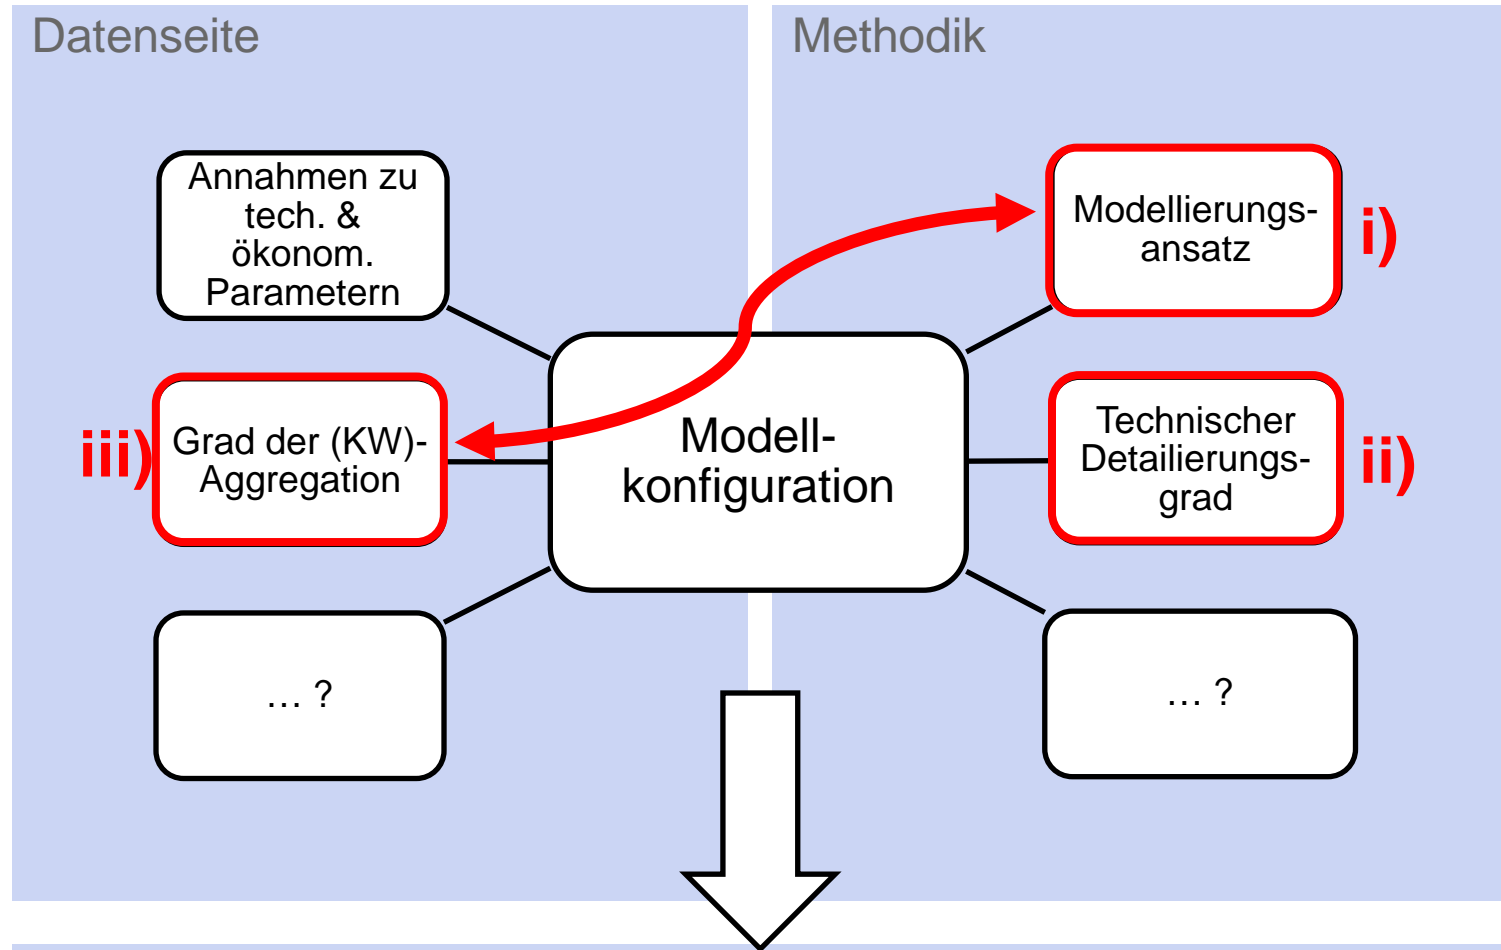 Datenseite
Methodik
Annahmen zu
tech. &
ökonom.
Parametern
Modellierungs-
ansatz
i)
iii)
Grad der (KW)-
Aggregation
Modell-
konfiguration
Technischer
Detailierungs-
grad
ii)
… ?
… ?